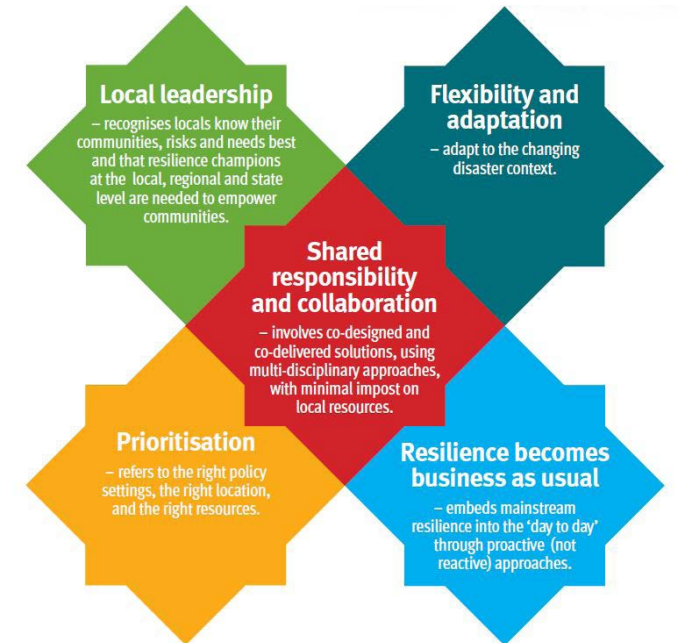 Local leadership
– recognises locals know their
communities, risks and needs best
and that resilience champions
at the local, regional and state
level are needed to empower
communities.
Flexibility and
adaptation
– adapt to the changing
disaster context.
Shared
responsibility
and collaboration
– involves co-designed and
co-delivered solutions, using
multi-disciplinary approaches,
with minimal impost on
local resources.
Prioritisation
– refers to the right policy
settings, the right location,
and the right resources.
Resilience becomes
business as usual
– embeds mainstream
resilience into the ‘day to day’
through proactive (not
reactive) approaches.